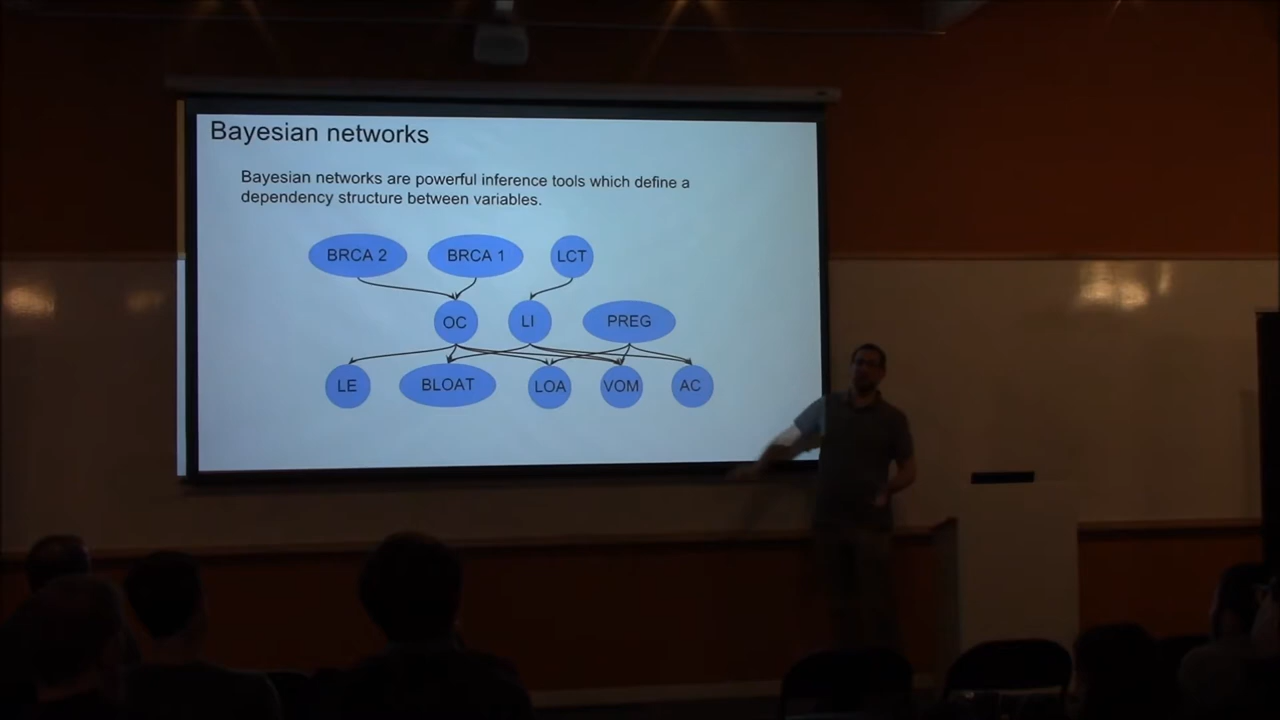 Bayesian networks
Bayesian networks are powerful inference tools which define a
dependency structure between variables.
BRCA 2 BRCA 1 LCT
OC LI PREG
LE BLOAT LOA VOM AC